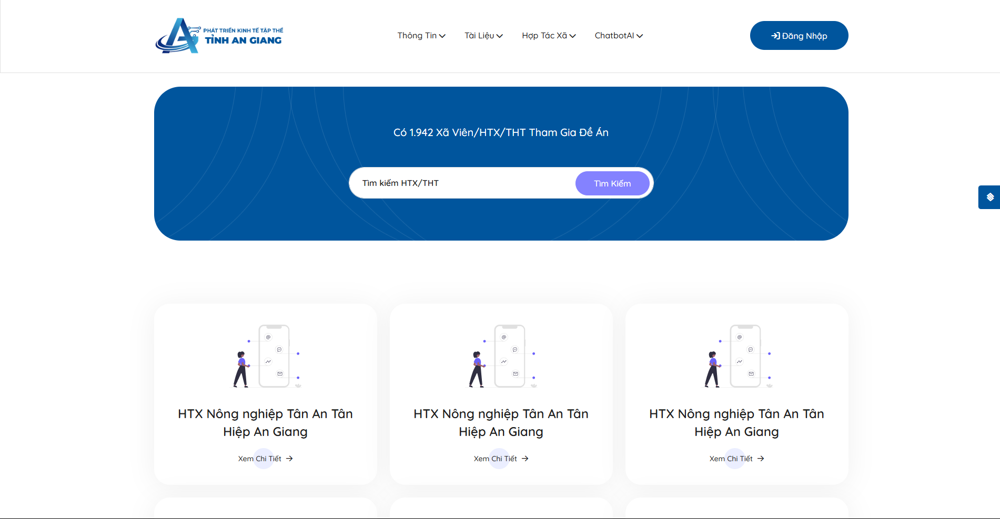 PHÁT TRIỂN KINH TẾ TẬP THỂ
TỈNH AN GIANG
Thông Tin
Tài Liệu
Hợp Tác Xã
ChatbotAI
Đăng Nhập
Có 1.942 Xã Viên/HTX/THT Tham Gia Đề Án
Tìm kiếm HTX/THT
Tìm Kiếm
HTX Nông nghiệp Tân An Tân
Hiệp An Giang
Xem Chi Tiết
HTX Nông nghiệp Tân An Tân
Hiệp An Giang
Xem Chi Tiết
HTX Nông nghiệp Tân An Tân
Hiệp An Giang
Xem Chi Tiết